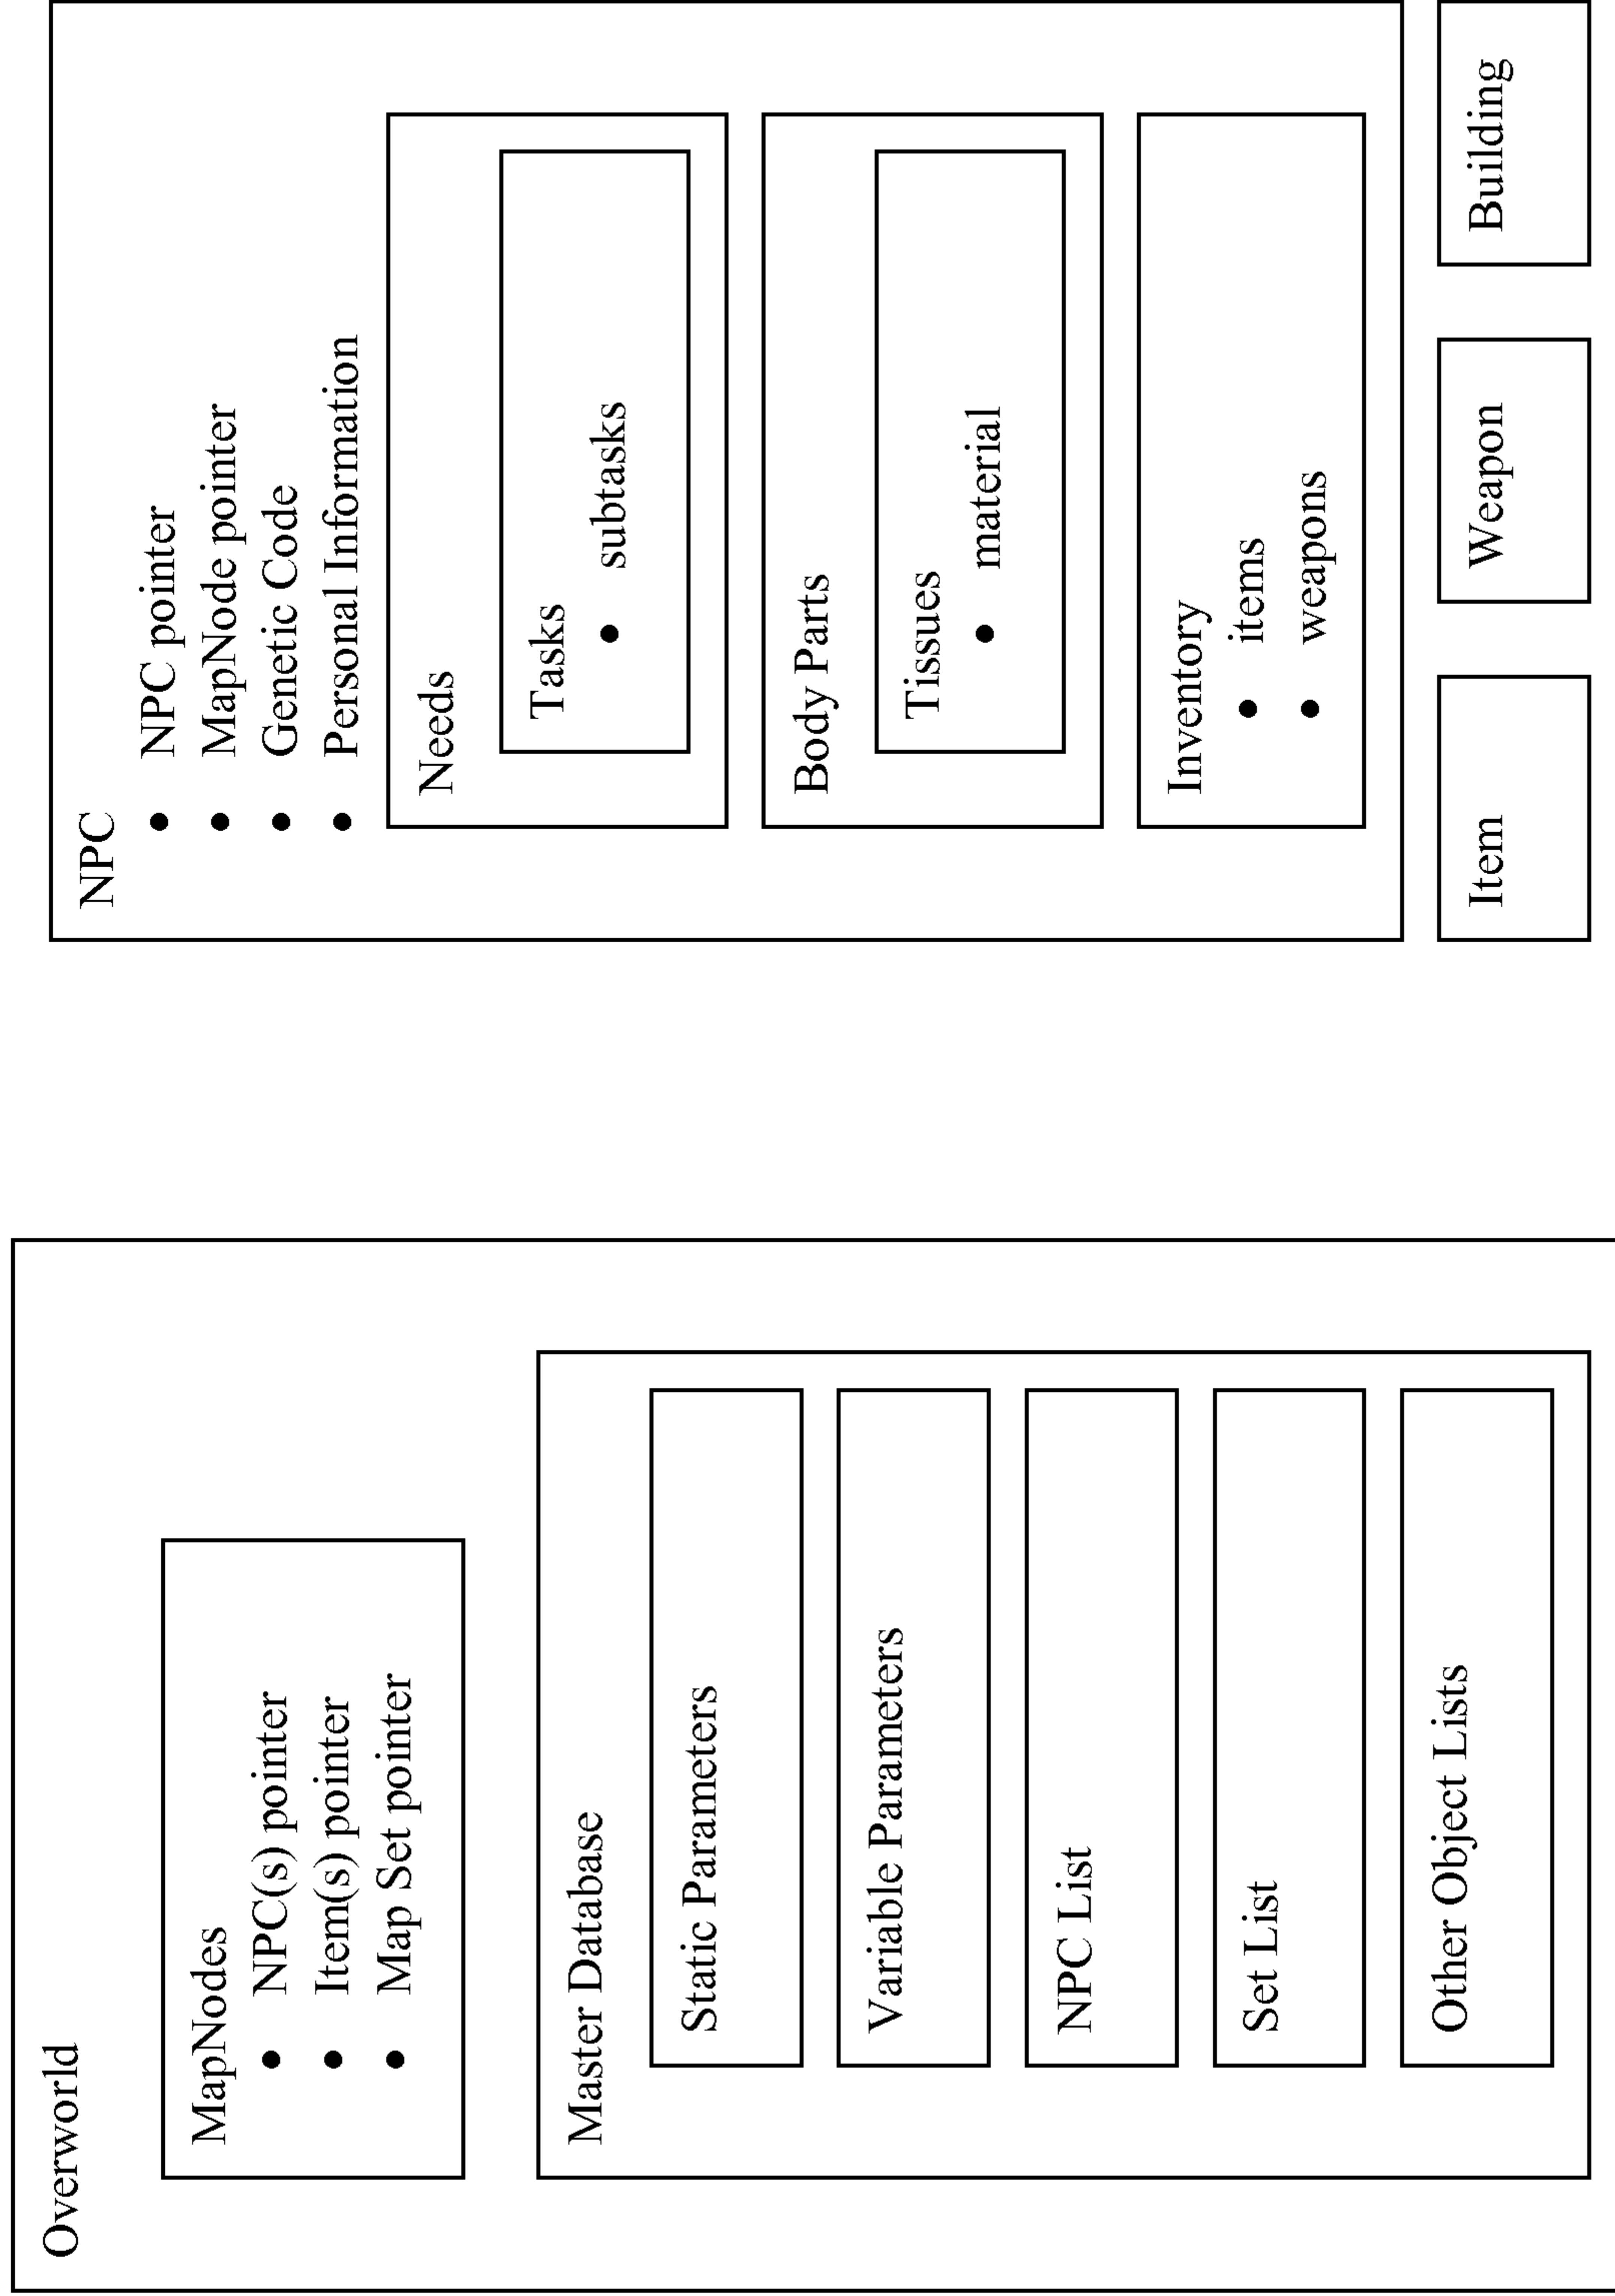 Overworld
MapNodes
• NPC(s) pointer
• Item(s) pointer
• Map Set pointer
Master Database
Static Parameters
Variable Parameters
NPC List
Set List
Other Object Lists
NPC
• NPC pointer
• MapNode pointer
• Genetic Code
• Personal Information
Needs
Tasks
• subtasks
Body Parts
Tissues
• material
Inventory
• items
• weapons
Item
Weapon
Building